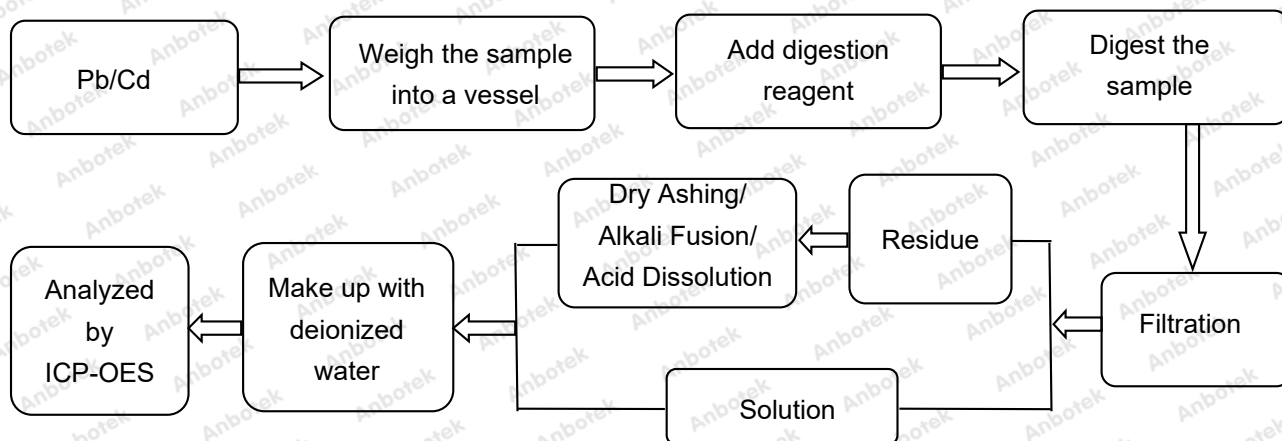 Pb/Cd
Weigh the sample
into a vessel
Add digestion
reagent
Digest the
sample
Filtration
Residue
Dry Ashing/
Alkali Fusion/
Acid Dissolution
Solution
Make up with
deionized
water
Analyzed
by
ICP-OES
Anbotek